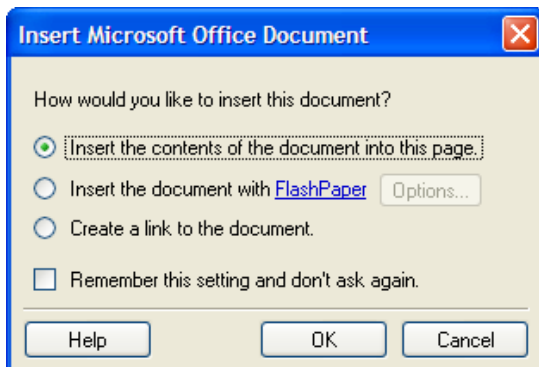 Insert Microsoft Office Document
How would you like to insert this document?
Insert the contents of the document into this page.
Insert the document with FlashPaper Options...
Create a link to the document.
Remember this setting and don't ask again.
Help OK Cancel